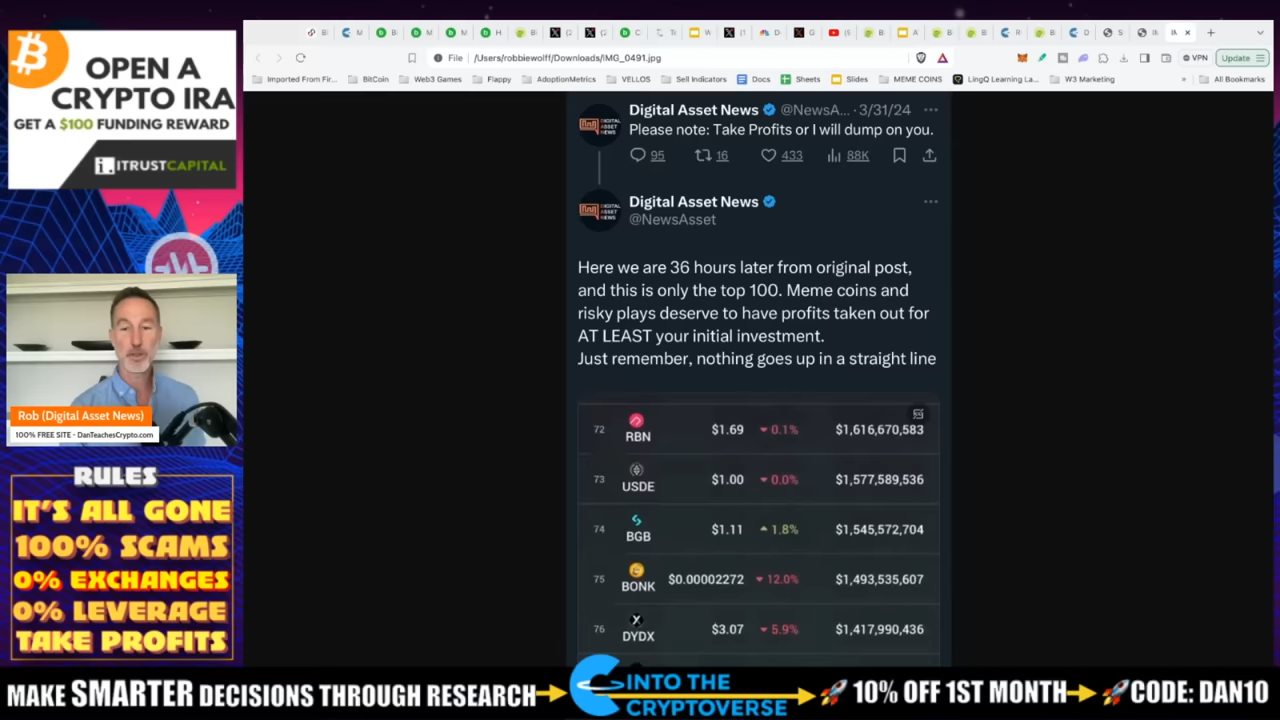 OPEN A
CRYPTO IRA
GET A $100 FUNDING REWARD
i. iTRUSTCAPITAL
File /Users/robbiewolff/Downloads/IMG_0491.jpg
VPN
Update
Imported From Fir...
BitCoin
Web3 Games
Flappy
AdoptionMetrics
VELLOS
Sell Indicators
Docs
Sheets
Slides
MEME COINS
LingQ Learning La...
W3 Marketing
» All Bookmarks
Digital Asset News @NewsA... · 3/31/24 ...
Please note: Take Profits or I will dump on you.
95 16 433 88K
Digital Asset News ...
@NewsAsset
Here we are 36 hours later from original post,
and this is only the top 100. Meme coins and
risky plays deserve to have profits taken out for
AT LEAST your initial investment.
Just remember, nothing goes up in a straight line
72 RBN $1.69 0.1% $1,616,670,583
73 USDE $1.00 0.0% $1,577,589,536
74 BGB $1.11 1.8% $1,545,572,704
75 BONK $0.00002272 12.0% $1,493,535,607
76 DYDX $3.07 5.9% $1,417,990,436
Rob (Digital Asset News)
100% FREE SITE - DanTeachesCrypto.com
RULES
IT'S ALL GONE
100% SCAMS
0% EXCHANGES
0% LEVERAGE
TAKE PROFITS
MAKE SMARTER DECISIONS THROUGH RESEARCH
INTO THE
CRYPTOVERSE
10% OFF 1ST MONTH
CODE: DAN10